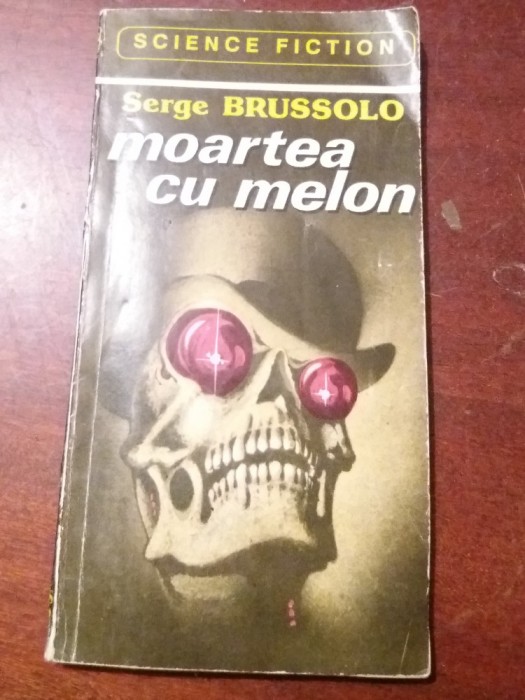 SCIENCE FICTION
Serge BRUSSOLO
moartea
cu melon